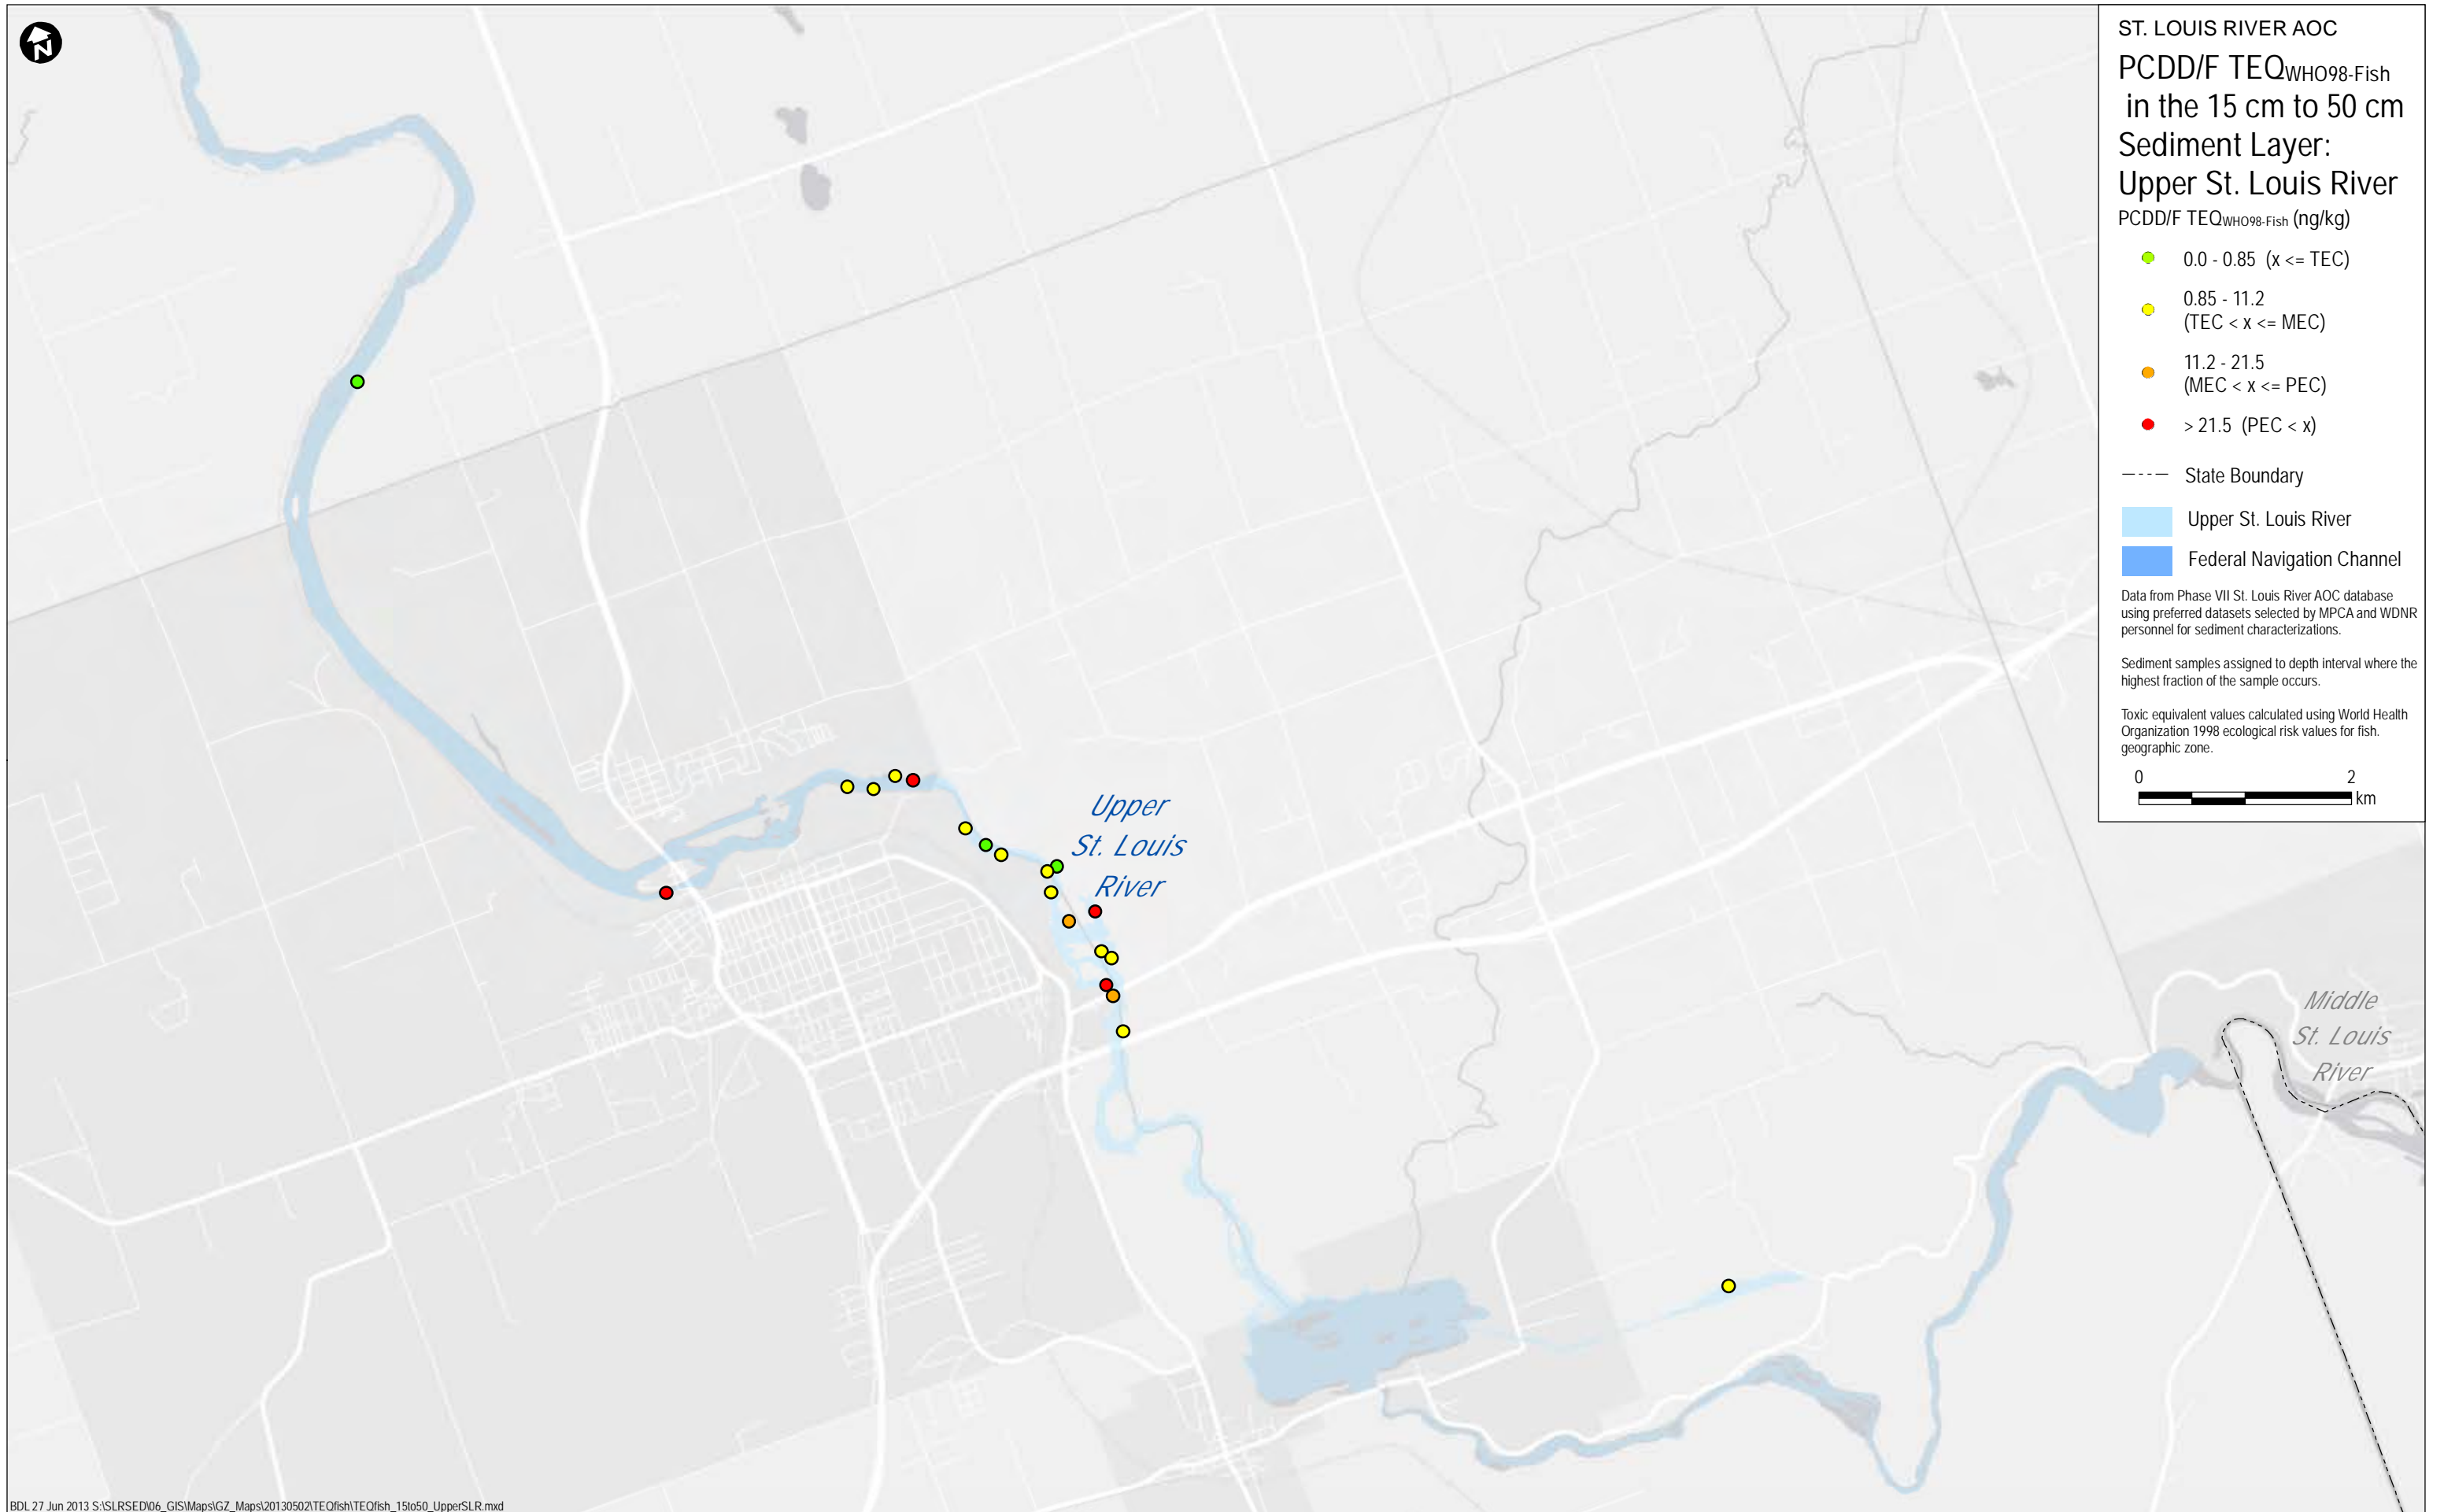 N
ST. LOUIS RIVER AOC
PCDD/F TEQWHO98-Fish
in the 15 cm to 50 cm
Sediment Layer:
Upper St. Louis River
PCDD/F TEQWHO98-Fish (ng/kg)
0.0 - 0.85 (x <= TEC)
0.85 - 11.2
(TEC < x <= MEC)
11.2 - 21.5
(MEC < x <= PEC)
> 21.5 (PEC < x)
State Boundary
Upper St. Louis River
Federal Navigation Channel
Data from Phase VII St. Louis River AOC database
using preferred datasets selected by MPCA and WDNR
personnel for sediment characterizations.
Sediment samples assigned to depth interval where the
highest fraction of the sample occurs.
Toxic equivalent values calculated using World Health
Organization 1998 ecological risk values for fish.
geographic zone.
0 2
km
Upper
St. Louis
River
Middle
St. Louis
River
BDL 27 Jun 2013 S:\SLRSED\06_GIS\Maps\GZ_Maps\20130502\TEQfish\TEQfish_15to50_UpperSLR.mxd